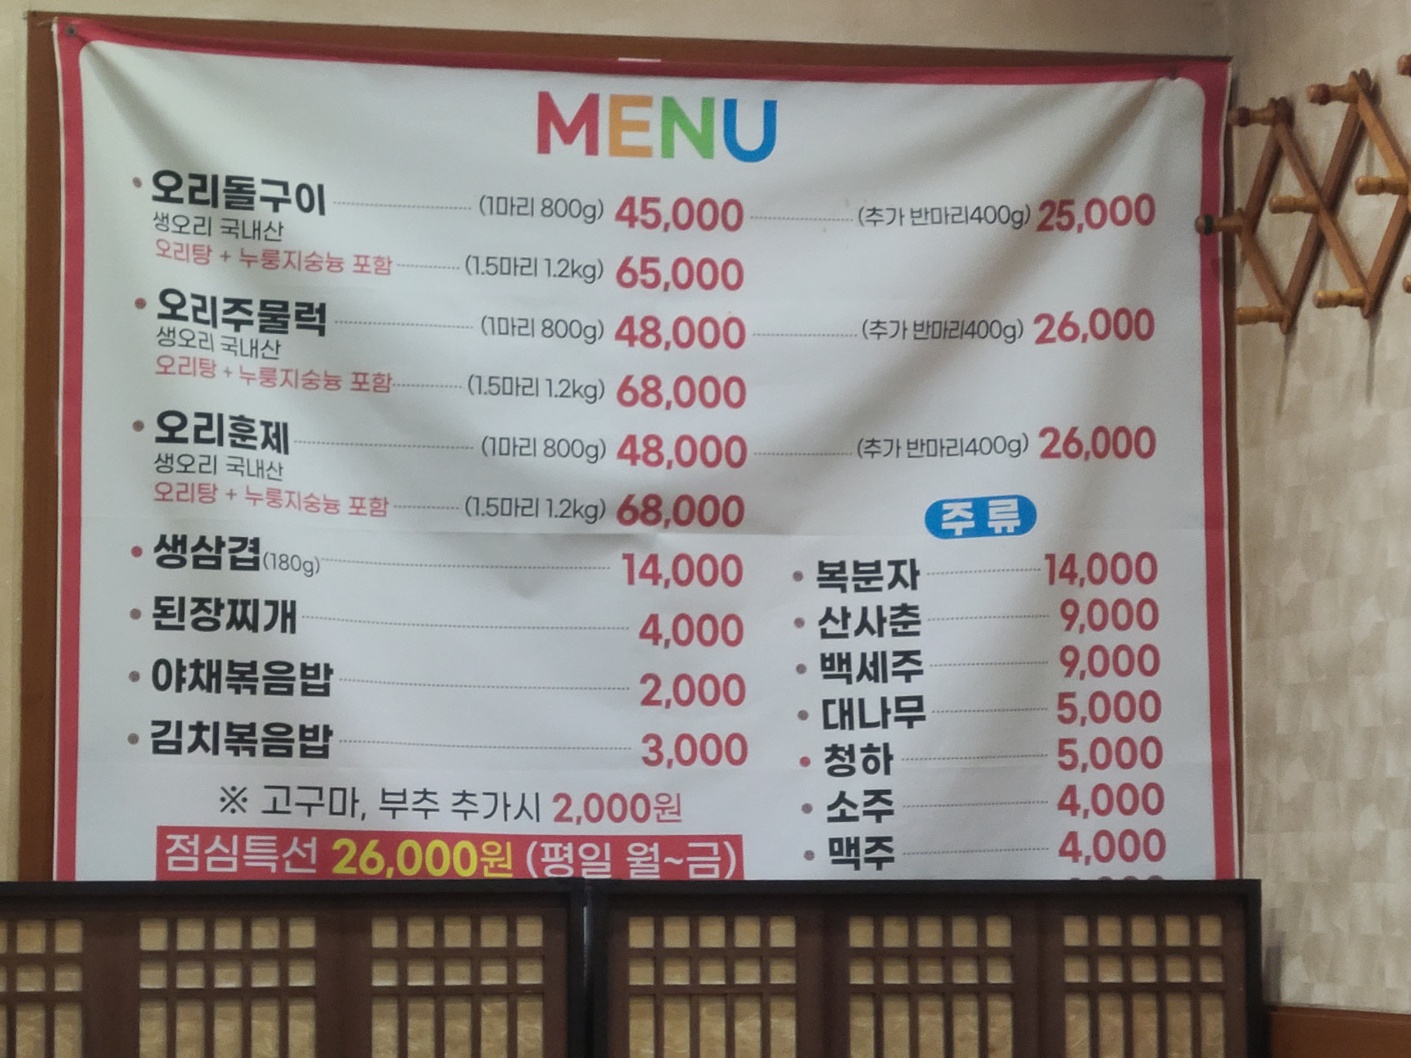 MENU
• 오리돌구이 (1마리 800g) 45,000 (추가 반마리400g) 25,000
생오리 국내산
오리탕 + 누룽지숭늉 포함 (1.5마리 1.2kg) 65,000
• 오리주물럭 (1마리 800g) 48,000 (추가 반마리400g) 26,000
생오리 국내산
오리탕 + 누룽지숭늉 포함 (1.5마리 1.2kg) 68,000
• 오리훈제 (1마리 800g) 48,000 (추가 반마리400g) 26,000
생오리 국내산
오리탕 + 누룽지숭늉 포함 (1.5마리 1.2kg) 68,000
• 생삼겹(180g) 14,000
• 된장찌개 4,000
• 야채볶음밥 2,000
• 김치볶음밥 3,000
※ 고구마, 부추 추가시 2,000원
점심특선 26,000원 (평일 월~금)
주류
• 복분자 14,000
• 산사춘 9,000
• 백세주 9,000
• 대나무 5,000
• 청하 5,000
• 소주 4,000
• 맥주 4,000